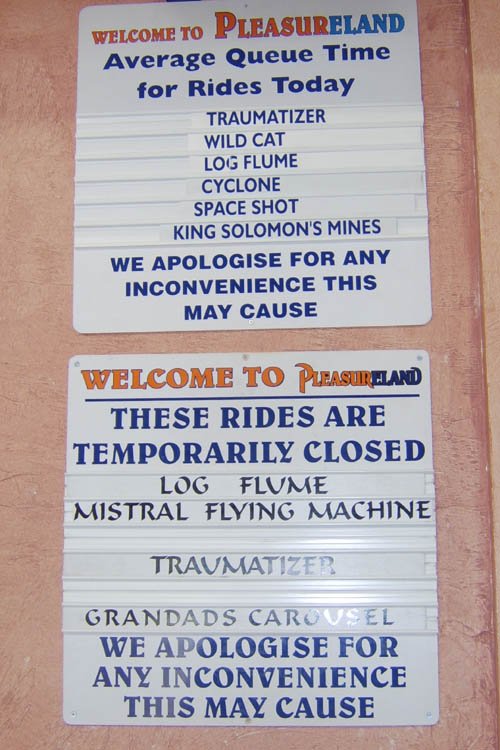 WELCOME TO PLEASURELAND
Average Queue Time
for Rides Today
TRAUMATIZER
WILD CAT
LOG FLUME
CYCLONE
SPACE SHOT
KING SOLOMON'S MINES
WE APOLOGISE FOR ANY
INCONVENIENCE THIS
MAY CAUSE
WELCOME TO PLEASURELAND
THESE RIDES ARE
TEMPORARILY CLOSED
LOG FLUME
MISTRAL FLYING MACHINE
TRAUMATIZER
GRANDADS CAROUSEL
WE APOLOGISE FOR
ANY INCONVENIENCE
THIS MAY CAUSE